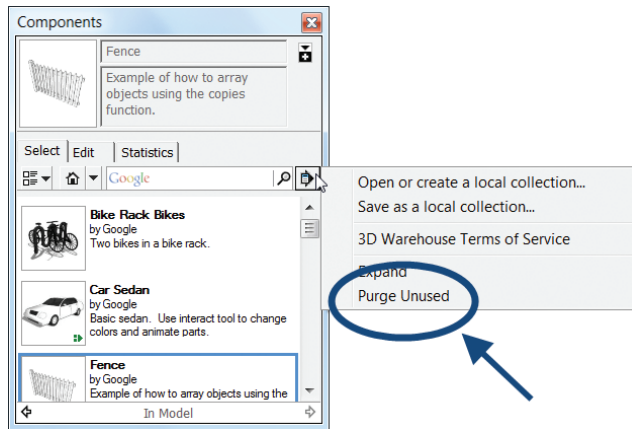 Components
Fence
Example of how to array
objects using the copies
function.
Select
Edit
Statistics
Google
Bike Rack Bikes
by Google
Two bikes in a bike rack.
Car Sedan
by Google
Basic sedan. Use interact tool to change
colors and animate parts.
Fence
by Google
Example of how to array objects using the
In Model
Open or create a local collection...
Save as a local collection...
3D Warehouse Terms of Service
Expand
Purge Unused